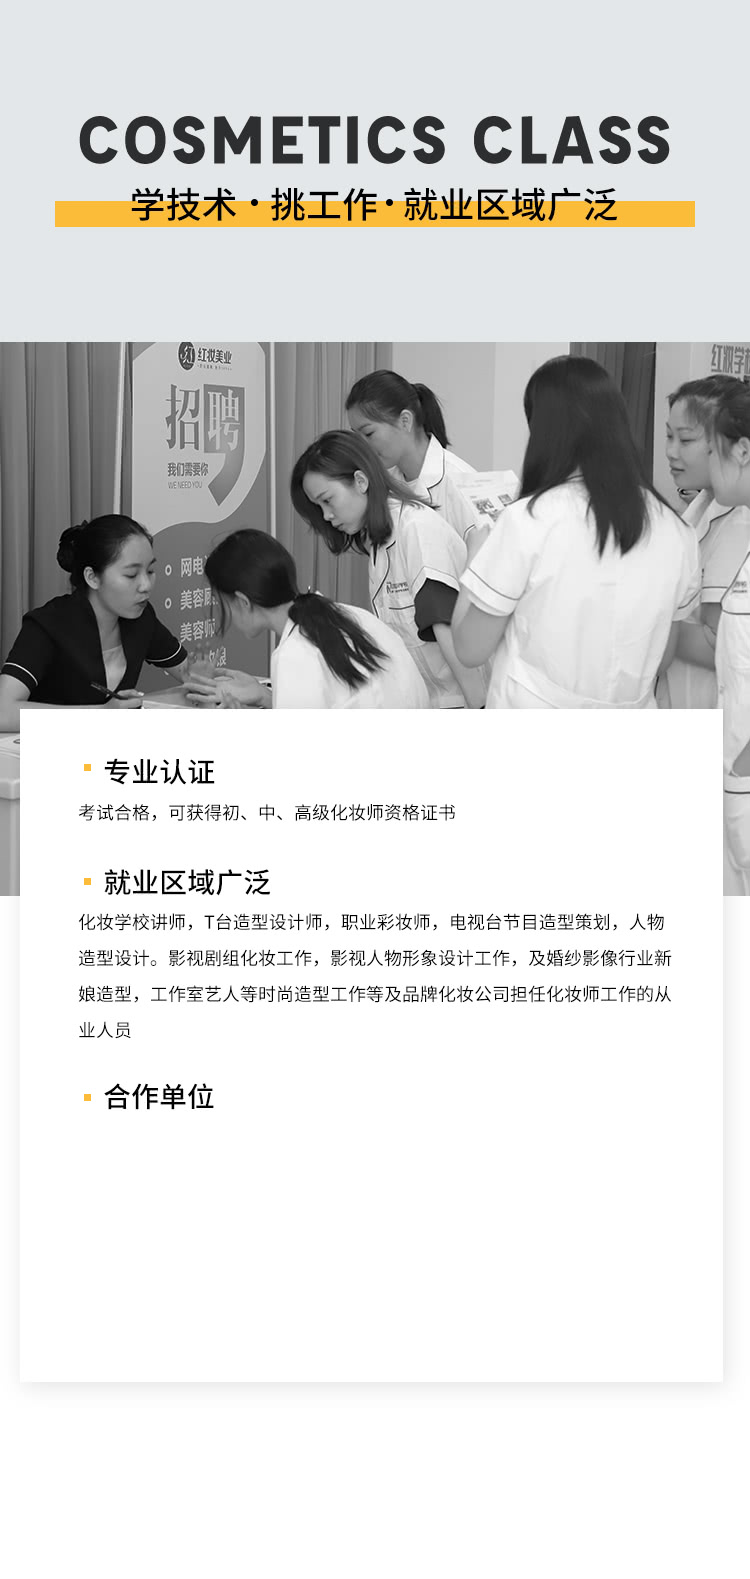 COSMETICS CLASS
学技术·挑工作·就业区域广泛
红妆美业
红妆学校
招聘
我们需要你
WE NEED YOU
网电
美容顾
美容师
专业认证
考试合格，可获得初、中、高级化妆师资格证书
就业区域广泛
化妆学校讲师，T台造型设计师，职业彩妆师，电视台节目造型策划，人物
造型设计。影视剧组化妆工作，影视人物形象设计工作，及婚纱影像行业新
娘造型，工作室艺人等时尚造型工作等及品牌化妆公司担任化妆师工作的从
业人员
合作单位